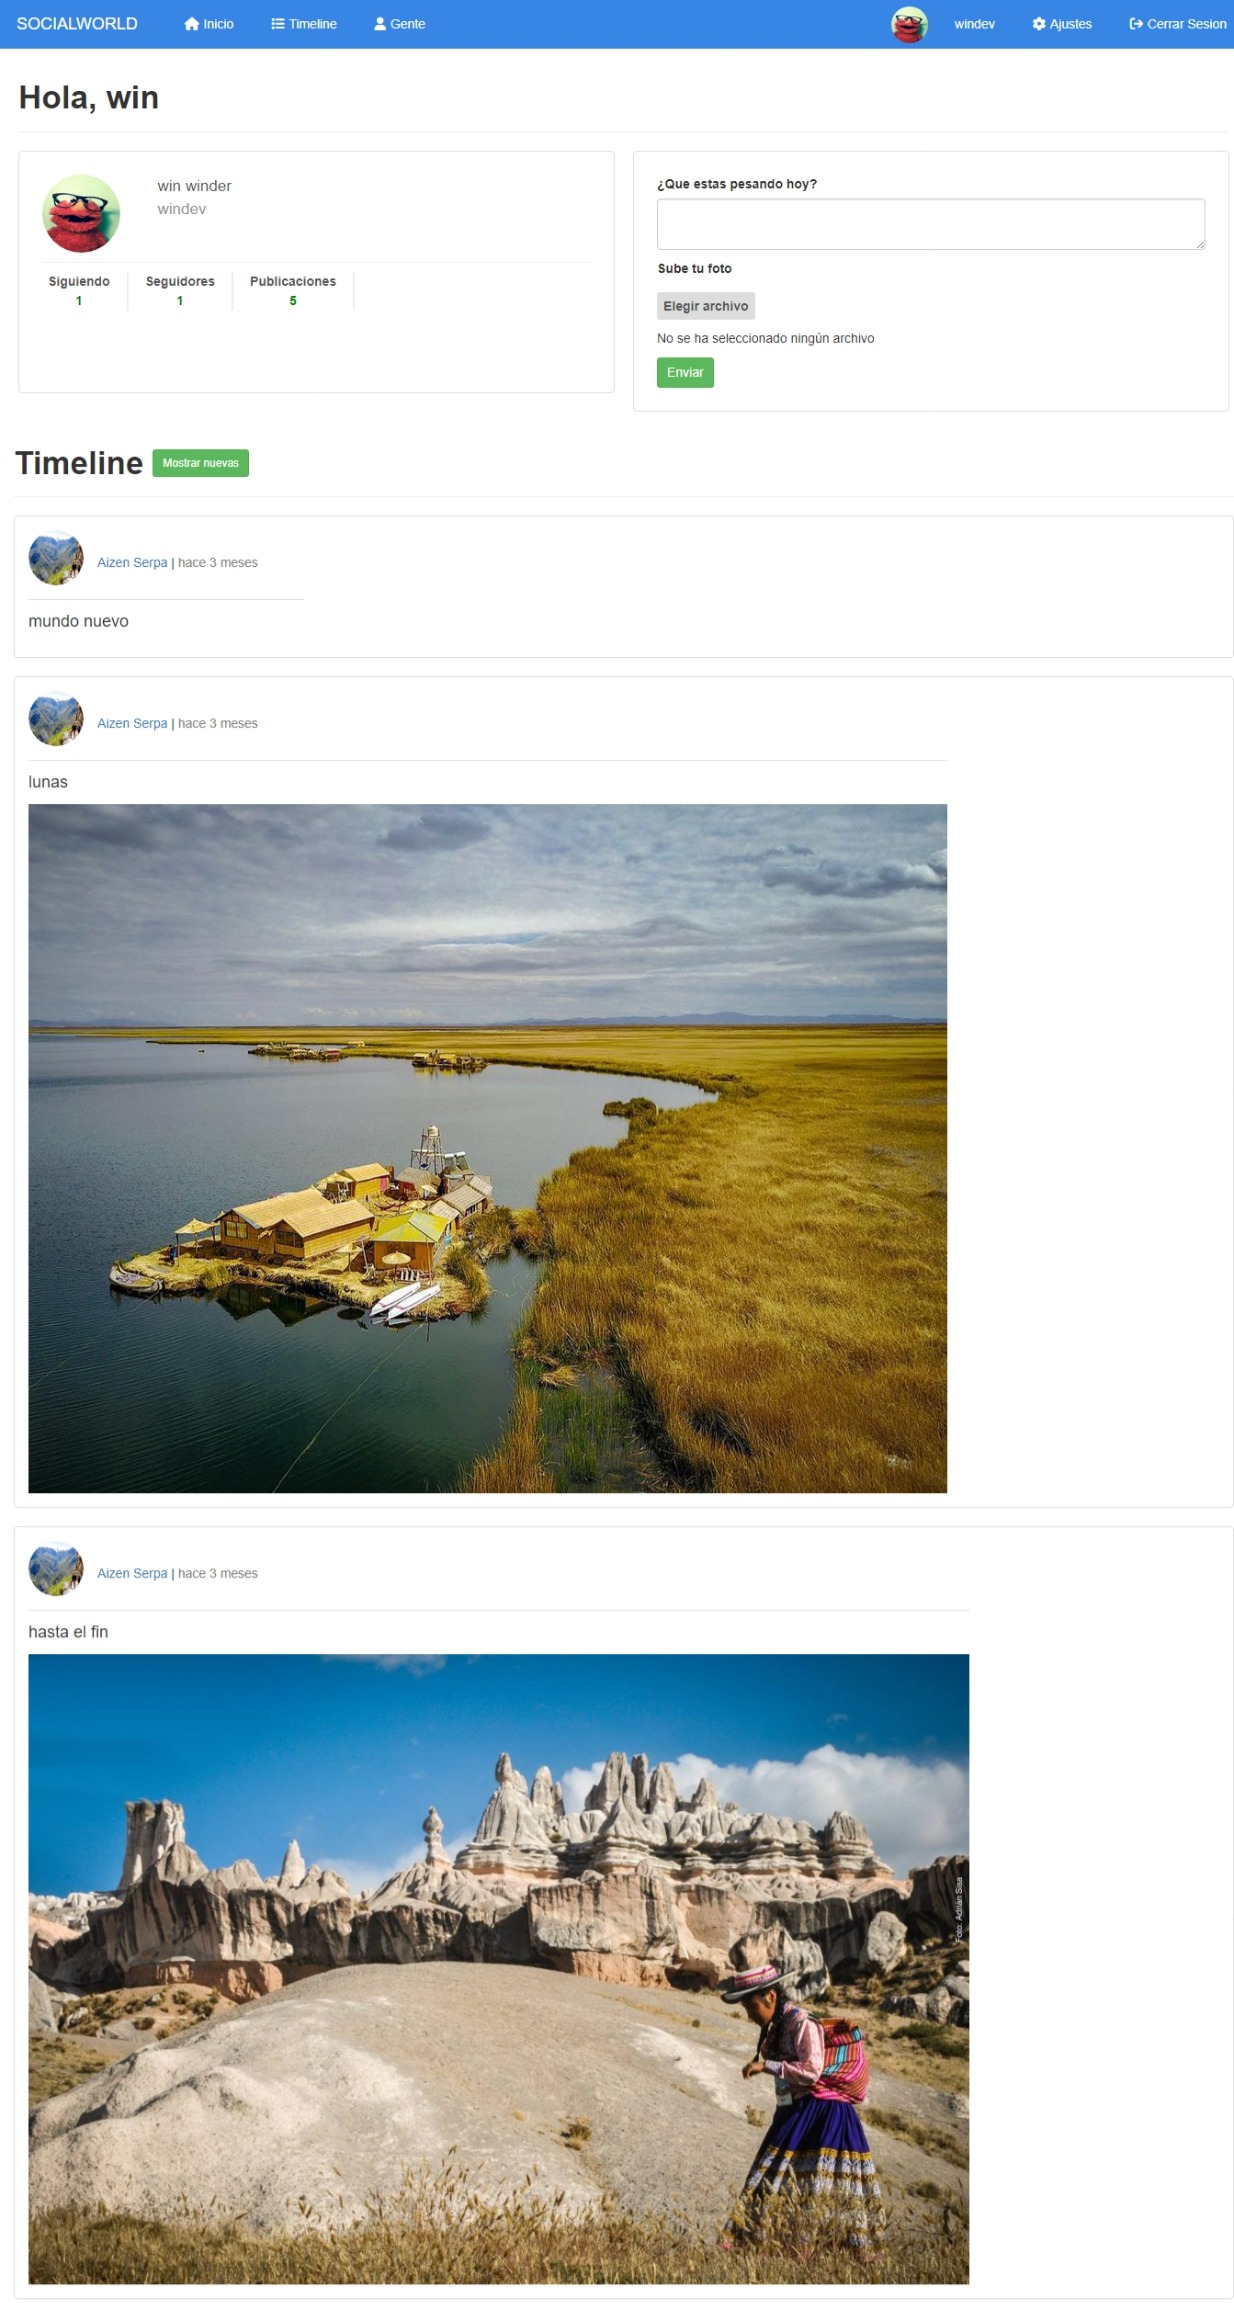 SOCIALWORLD Inicio Timeline Gente windev Ajustes Cerrar Sesion
Hola, win
win winder
windev
Siguiendo Seguidores Publicaciones
1 1 5
¿Que estas pesando hoy?
Sube tu foto
Elegir archivo
No se ha seleccionado ningún archivo
Enviar
Timeline Mostrar nuevas
Aizen Serpa | hace 3 meses
mundo nuevo
Aizen Serpa | hace 3 meses
lunas
Aizen Serpa | hace 3 meses
hasta el fin
Foto: Adrián Sisa